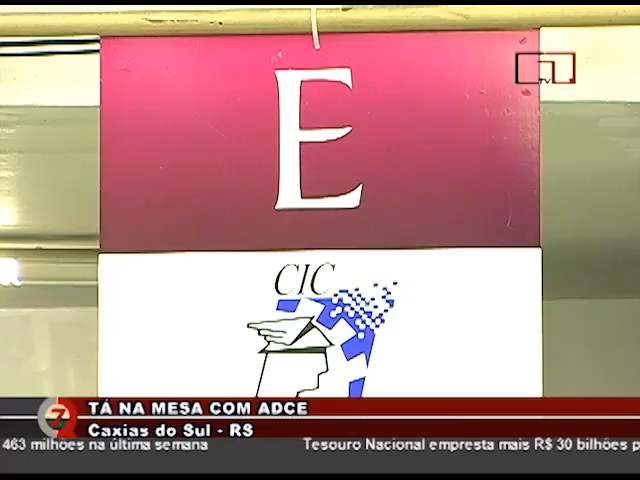 E
TV
CIC
TÁ NA MESA COM ADCE
Caxias do Sul - RS
463 milhões na última semana
Tesouro Nacional empresta mais R$ 30 bilhões p